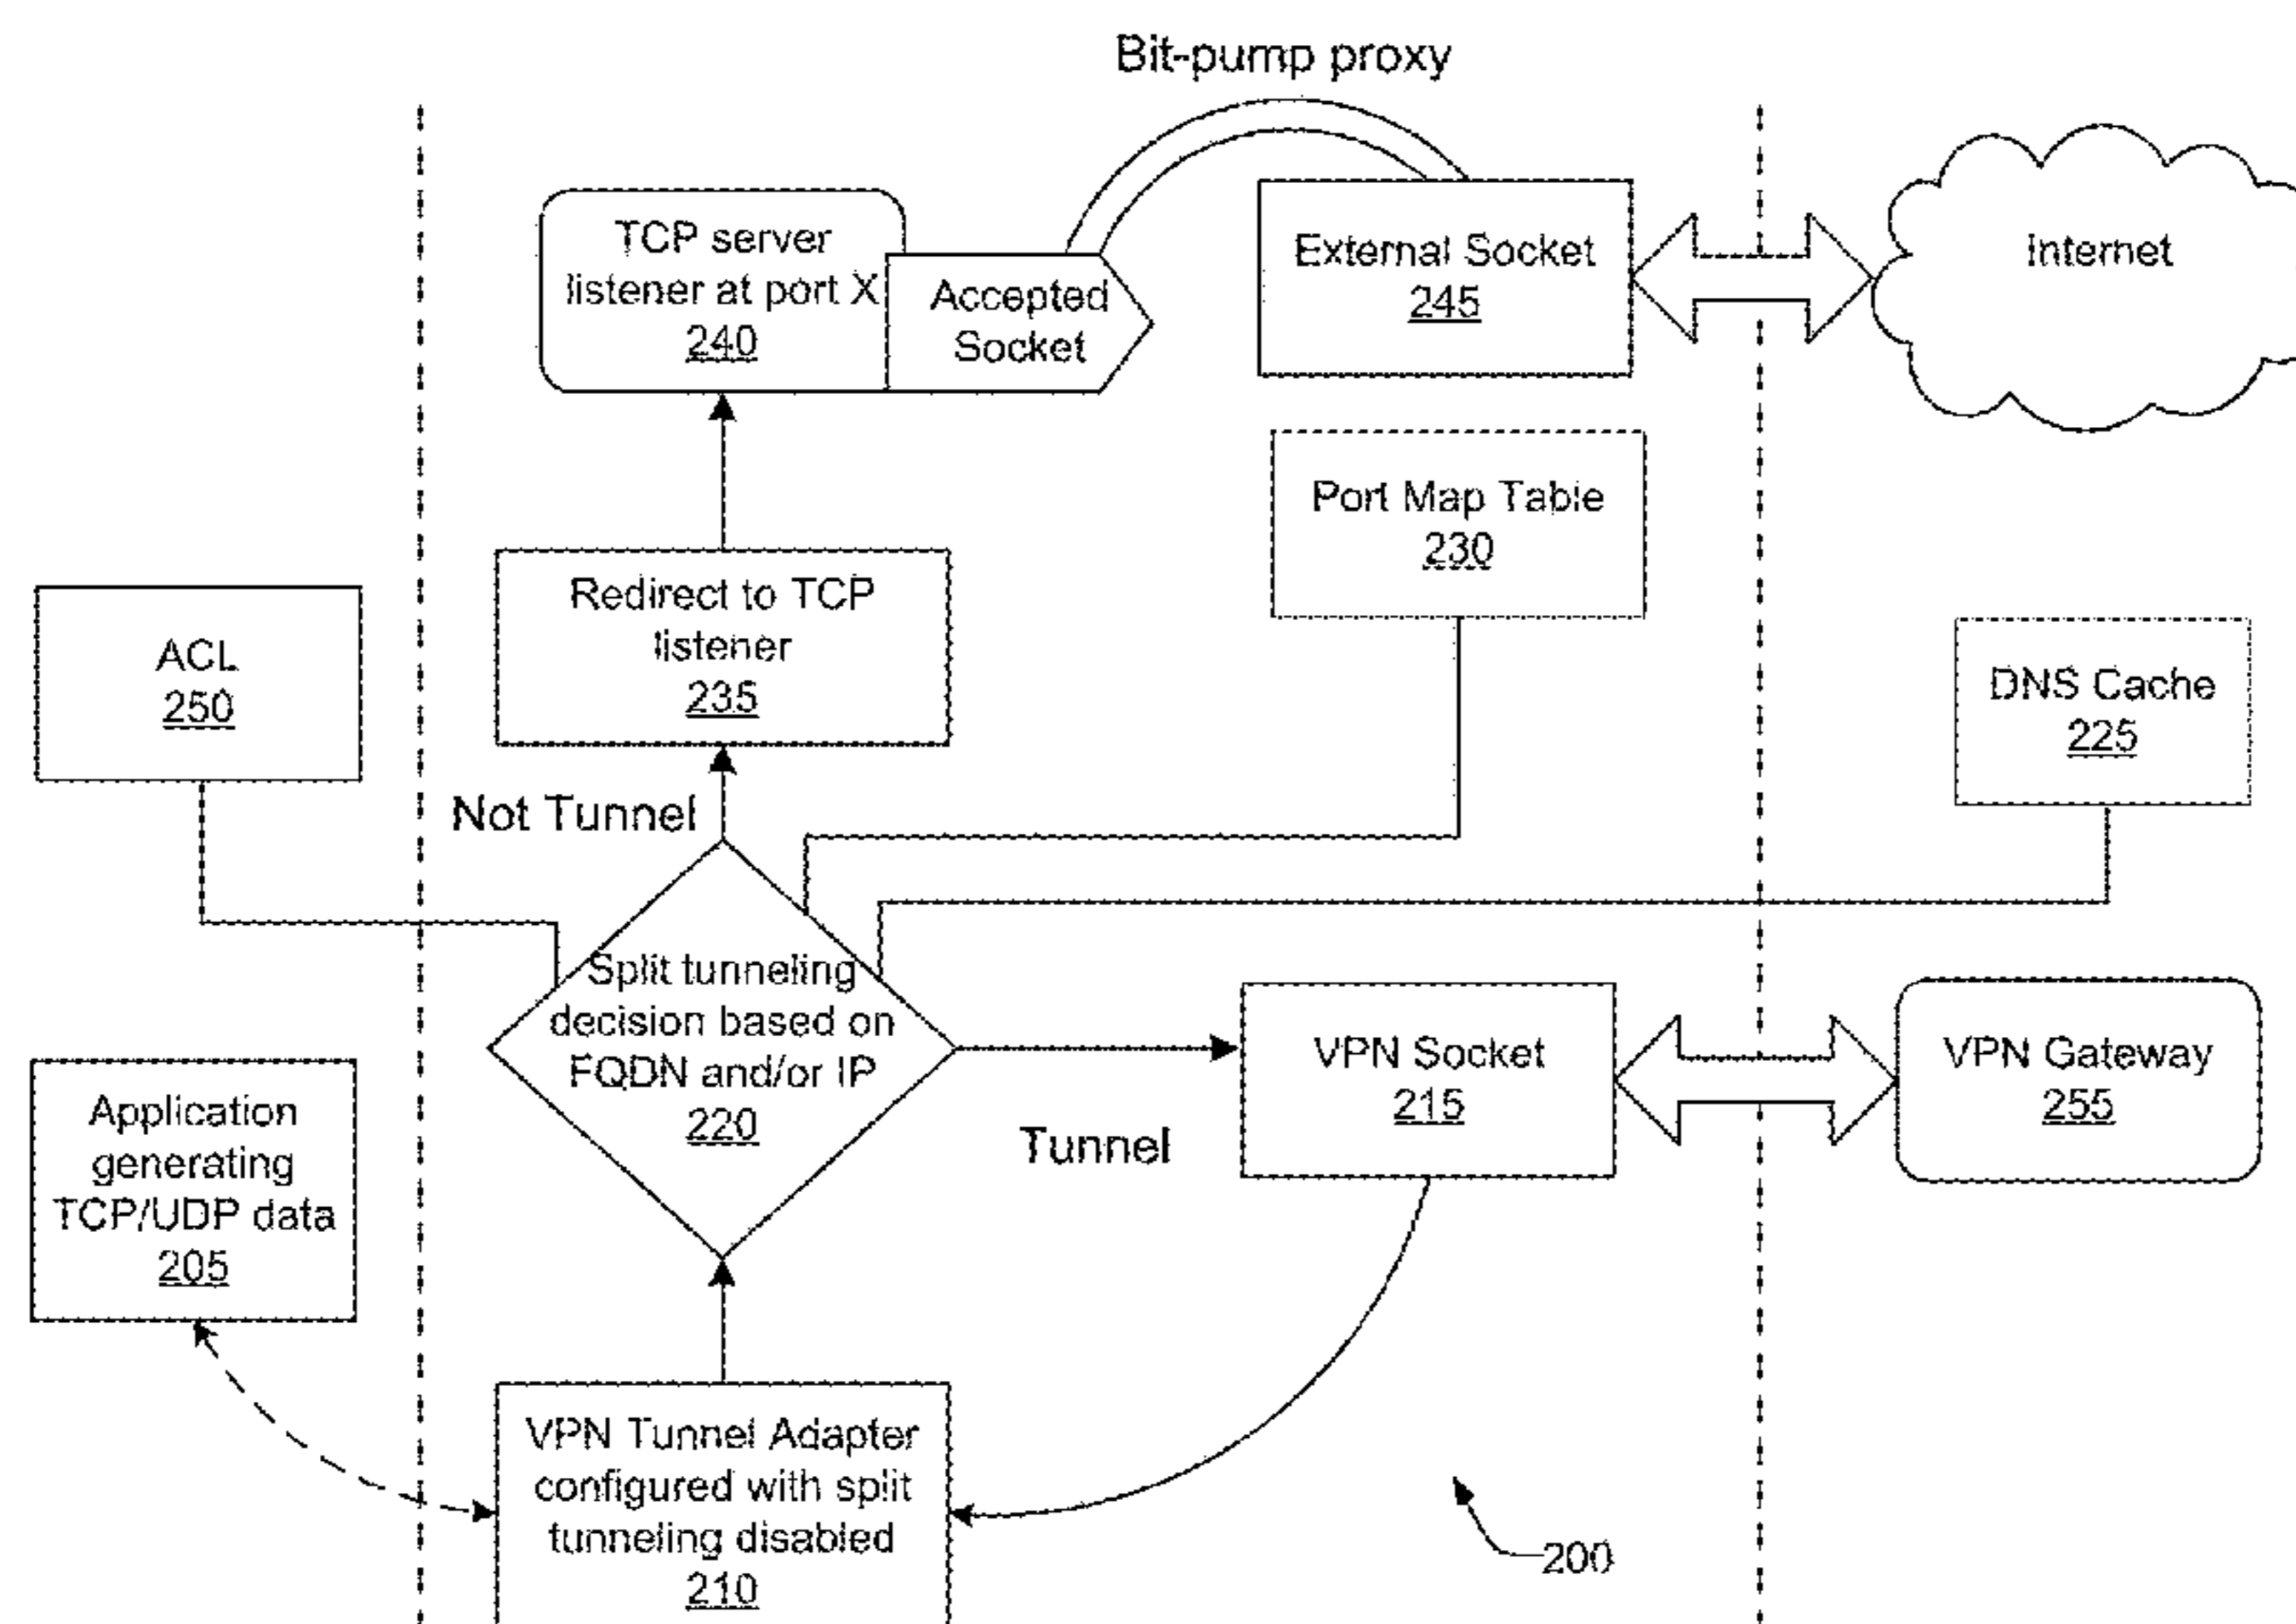 Bit-pump proxy
TCP server
listener at port X
240
Accepted
Socket
External Socket
245
Internet
Port Map Table
230
Redirect to TCP
listener
235
ACL
250
DNS Cache
225
Not Tunnel
Split tunneling
decision based on
FQDN and/or IP
220
Tunnel
VPN Socket
215
VPN Gateway
255
Application
generating
TCP/UDP data
205
VPN Tunnel Adapter
configured with split
tunneling disabled
210
200